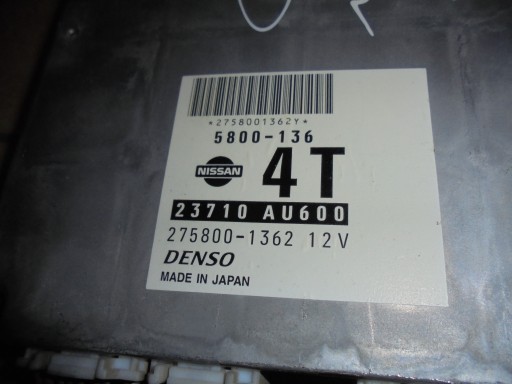 *2758001362Y*
5800-136
NISSAN 4T
23710 AU600
275800-1362 12V
DENSO
MADE IN JAPAN